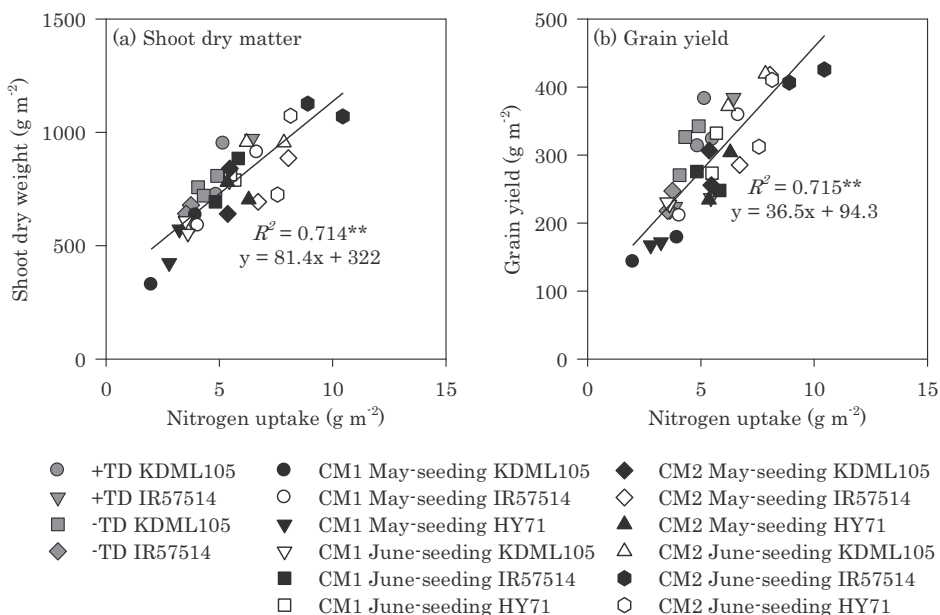 (a) Shoot dry matter
Shoot dry weight (g m⁻²)
1500
1000
500
0
R² = 0.714**
y = 81.4x + 322
0 5 10 15
Nitrogen uptake (g m⁻²)
(b) Grain yield
Grain yield (g m⁻²)
500
400
300
200
100
0
R² = 0.715**
y = 36.5x + 94.3
0 5 10 15
Nitrogen uptake (g m⁻²)
+TD KDML105
+TD IR57514
-TD KDML105
-TD IR57514
CM1 May-seeding KDML105
CM1 May-seeding IR57514
CM1 May-seeding HY71
CM1 June-seeding KDML105
CM1 June-seeding IR57514
CM1 June-seeding HY71
CM2 May-seeding KDML105
CM2 May-seeding IR57514
CM2 May-seeding HY71
CM2 June-seeding KDML105
CM2 June-seeding IR57514
CM2 June-seeding HY71